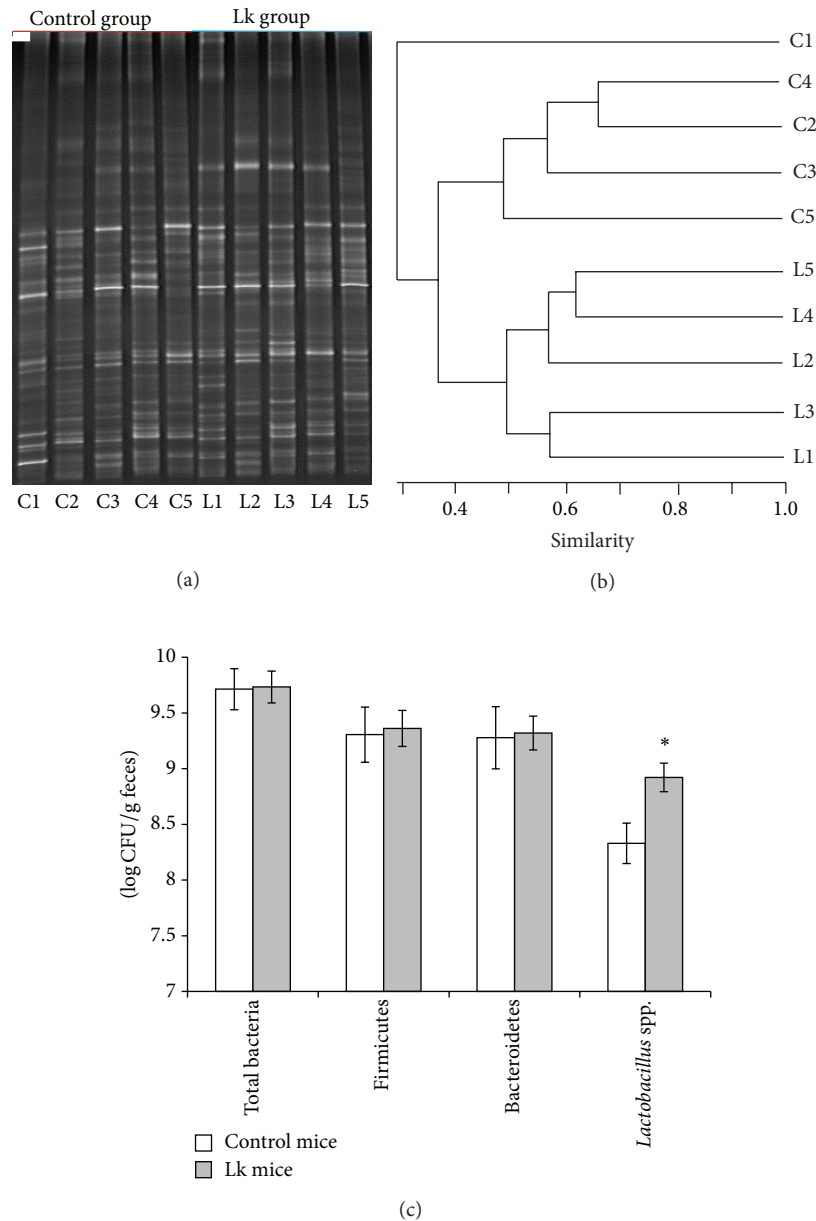 Control group Lk group
C1 C2 C3 C4 C5 L1 L2 L3 L4 L5
(a)
C1
C4
C2
C3
C5
L5
L4
L2
L3
L1
0.4 0.6 0.8 1.0
Similarity
(b)
(log CFU/g feces)
10
9.5
9
8.5
8
7.5
7
*
Total bacteria
Firmicutes
Bacteroidetes
Lactobacillus spp.
Control mice
Lk mice
(c)